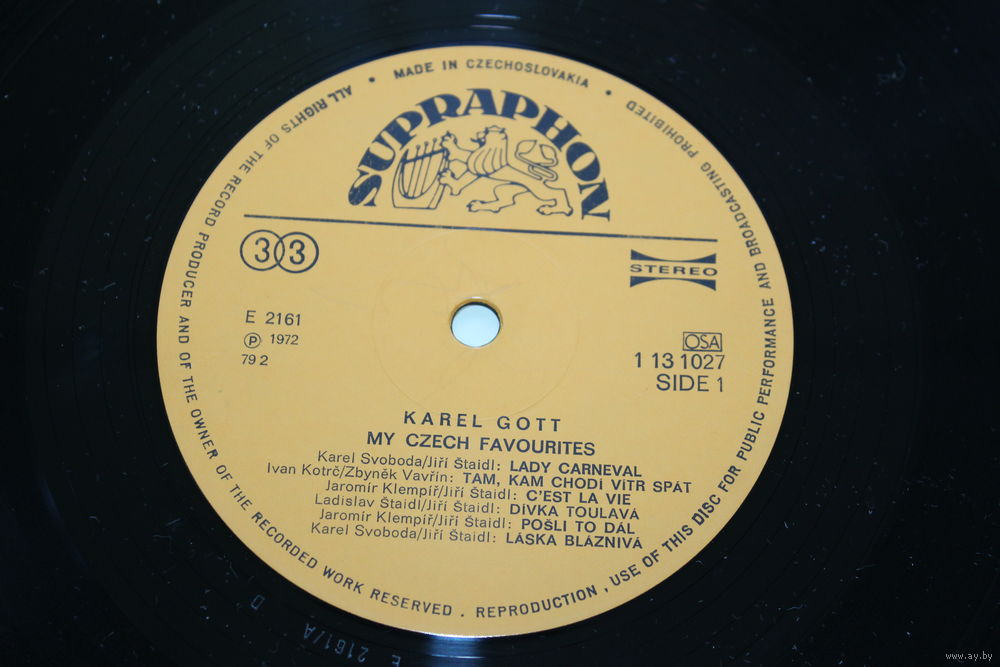 ALL RIGHTS OF THE RECORD PRODUCER AND OF THE OWNER OF THE RECORDED WORK RESERVED . REPRODUCTION , USE OF THIS DISC FOR PUBLIC PERFORMANCE AND BROADCASTING PROHIBITED
• MADE IN CZECHOSLOVAKIA •
SUPRAPHON
33
STEREO
E 2161
Ⓟ 1972
79 2
OSA
1 13 1027
SIDE 1
KAREL GOTT
MY CZECH FAVOURITES
Karel Svoboda/Jiří Štaidl: LADY CARNEVAL
Ivan Kotrč/Zbyněk Vavřín: TAM, KAM CHODÍ VÍTR SPÁT
Jaromír Klempíř/Jiří Štaidl: C'EST LA VIE
Ladislav Štaidl/Jiří Štaidl: DÍVKA TOULAVÁ
Jaromír Klempíř/Jiří Štaidl: POŠLI TO DÁL
Karel Svoboda/Jiří Štaidl: LÁSKA BLÁZNIVÁ
E 2161/A D
www.ay.by